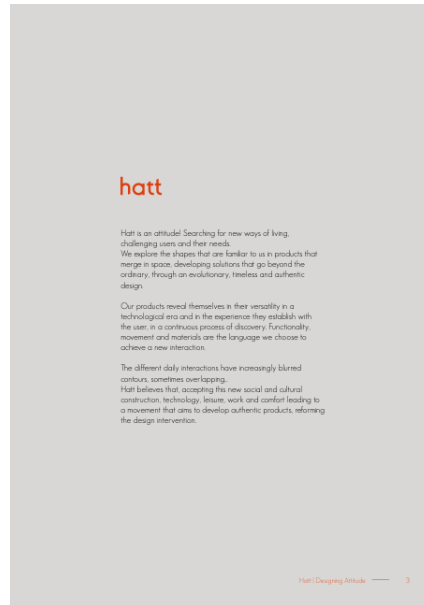 hatt
Hatt is an attitude! Searching for new ways of living,
challenging users and their needs.
We explore the shapes that are familiar to us in products that
merge in space, developing solutions that go beyond the
ordinary, through an evolutionary, timeless and authentic
design.
Our products reveal themselves in their versatility in a
technological era and in the experience they establish with
the user, in a continuous process of discovery. Functionality,
movement and materials are the language we choose to
achieve a new interaction.
The different daily interactions have increasingly blurred
contours, sometimes overlapping..
Hatt believes that, accepting this new social and cultural
construction, technology, leisure, work and comfort leading to
a movement that aims to develop authentic products, reforming
the design intervention.
Hatt | Designing Attitude 3